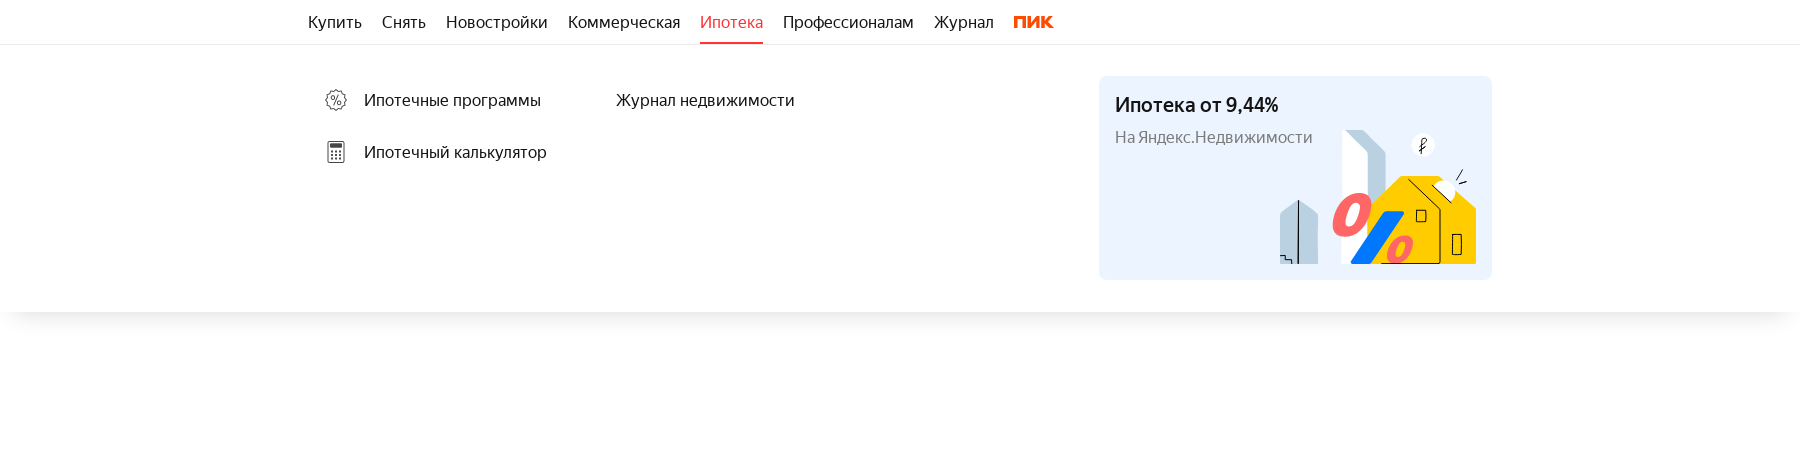 Купить Снять Новостройки Коммерческая Ипотека Профессионалам Журнал ПИК
Ипотечные программы
Ипотечный калькулятор
Журнал недвижимости
Ипотека от 9,44%
На Яндекс.Недвижимости
%